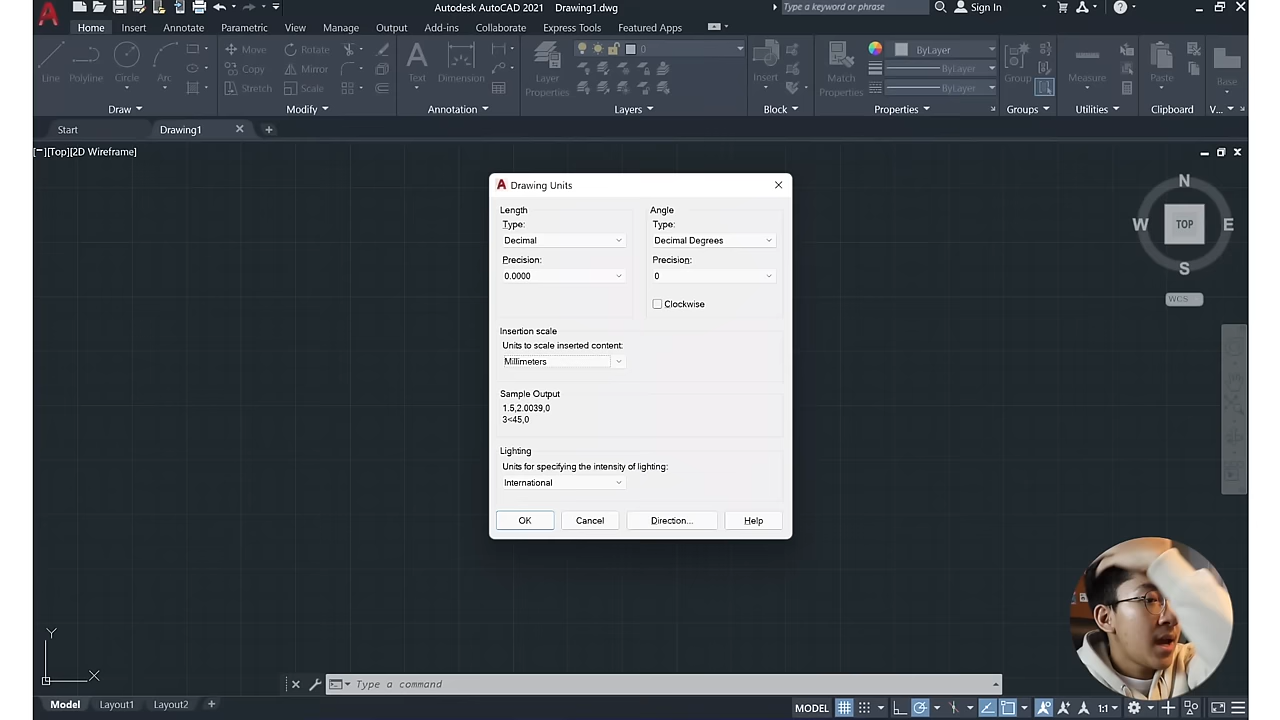 Autodesk AutoCAD 2021 Drawing1.dwg
Type a keyword or phrase
Sign In
Home Insert Annotate Parametric View Manage Output Add-ins Collaborate Express Tools Featured Apps
Line Polyline Circle Arc
Move Rotate
Copy Mirror
Stretch Scale
Text Dimension
Layer Properties
0
Insert
Match Properties
ByLayer
ByLayer
ByLayer
Group
Measure
Paste
Base
Draw Modify Annotation Layers Block Properties Groups Utilities Clipboard V...
Start Drawing1
[−][Top][2D Wireframe]
N
W TOP E
S
WCS
Drawing Units
Length
Type:
Decimal
Precision:
0.0000
Angle
Type:
Decimal Degrees
Precision:
0
Clockwise
Insertion scale
Units to scale inserted content:
Millimeters
Sample Output
1.5,2.0039,0
3<45,0
Lighting
Units for specifying the intensity of lighting:
International
OK Cancel Direction... Help
Y
X
Type a command
Model Layout1 Layout2
MODEL 1:1